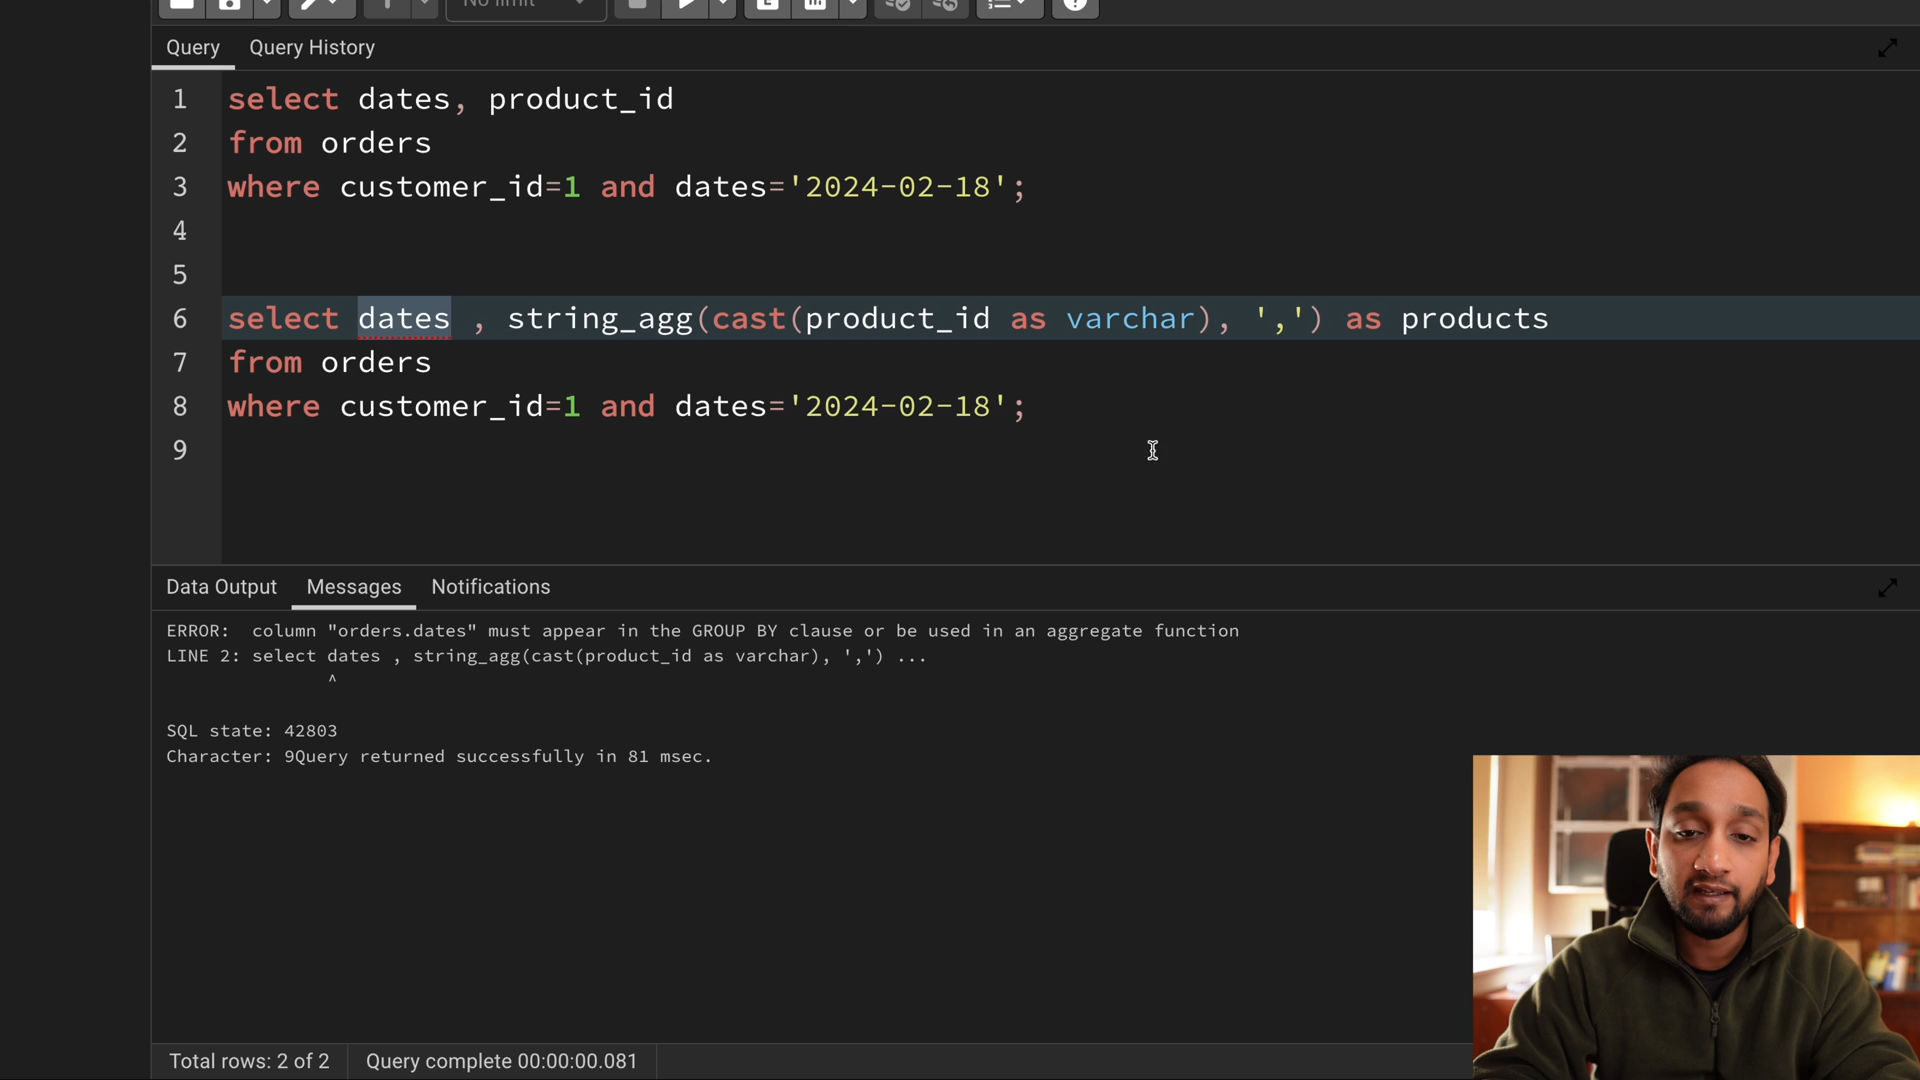 No limit
Query Query History
1 select dates, product_id
2 from orders
3 where customer_id=1 and dates='2024-02-18';
4
5
6 select dates , string_agg(cast(product_id as varchar), ',') as products
7 from orders
8 where customer_id=1 and dates='2024-02-18';
9
Data Output Messages Notifications
ERROR:  column "orders.dates" must appear in the GROUP BY clause or be used in an aggregate function
LINE 2: select dates , string_agg(cast(product_id as varchar), ',') ...
^
SQL state: 42803
Character: 9Query returned successfully in 81 msec.
Total rows: 2 of 2 Query complete 00:00:00.081